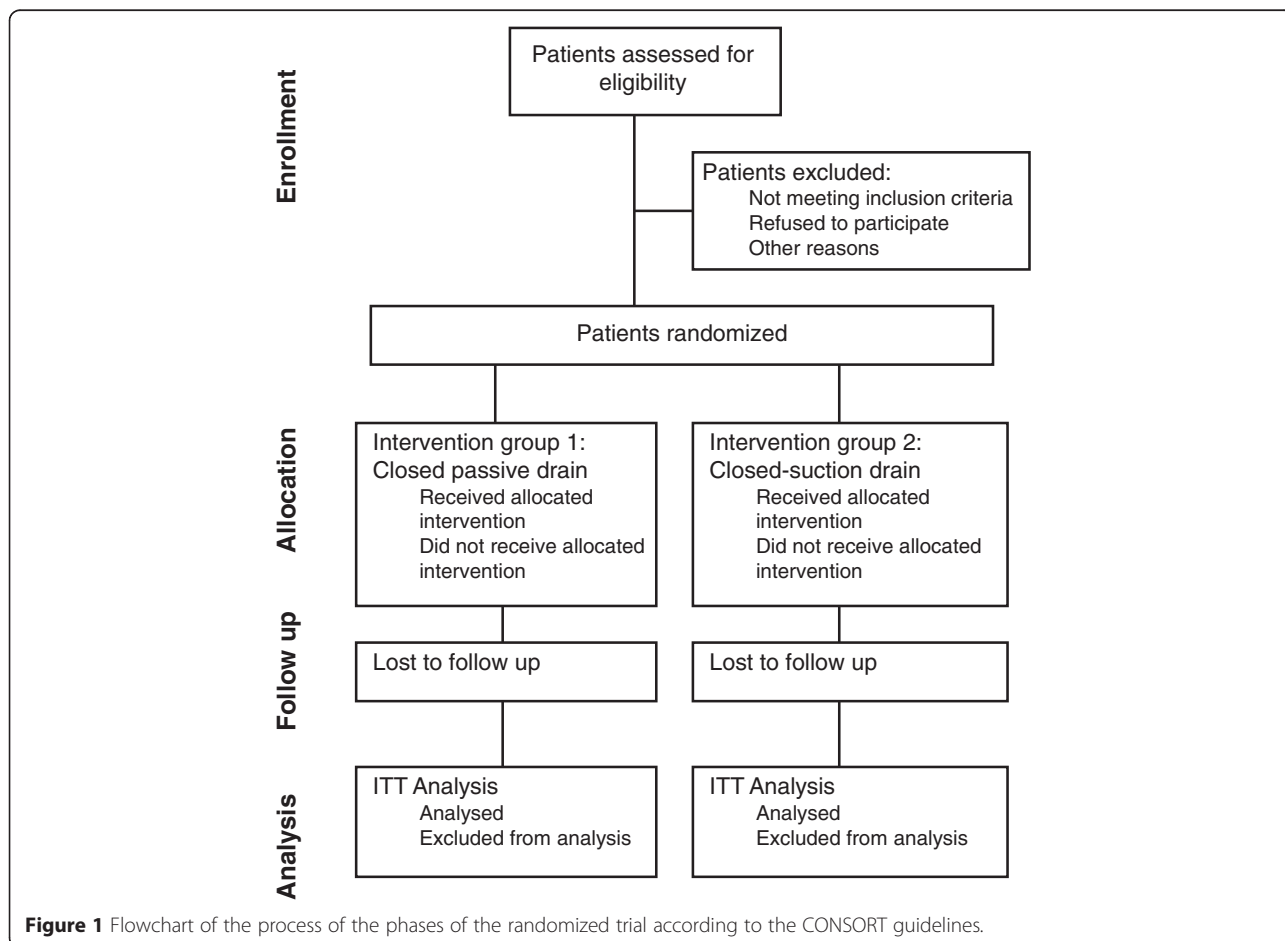 Enrollment
Patients assessed for
eligibility
Patients excluded:
Not meeting inclusion criteria
Refused to participate
Other reasons
Patients randomized
Allocation
Intervention group 1:
Closed passive drain
Received allocated
intervention
Did not receive allocated
intervention
Intervention group 2:
Closed-suction drain
Received allocated
intervention
Did not receive allocated
intervention
Follow up
Lost to follow up
Lost to follow up
Analysis
ITT Analysis
Analysed
Excluded from analysis
ITT Analysis
Analysed
Excluded from analysis
Figure 1 Flowchart of the process of the phases of the randomized trial according to the CONSORT guidelines.